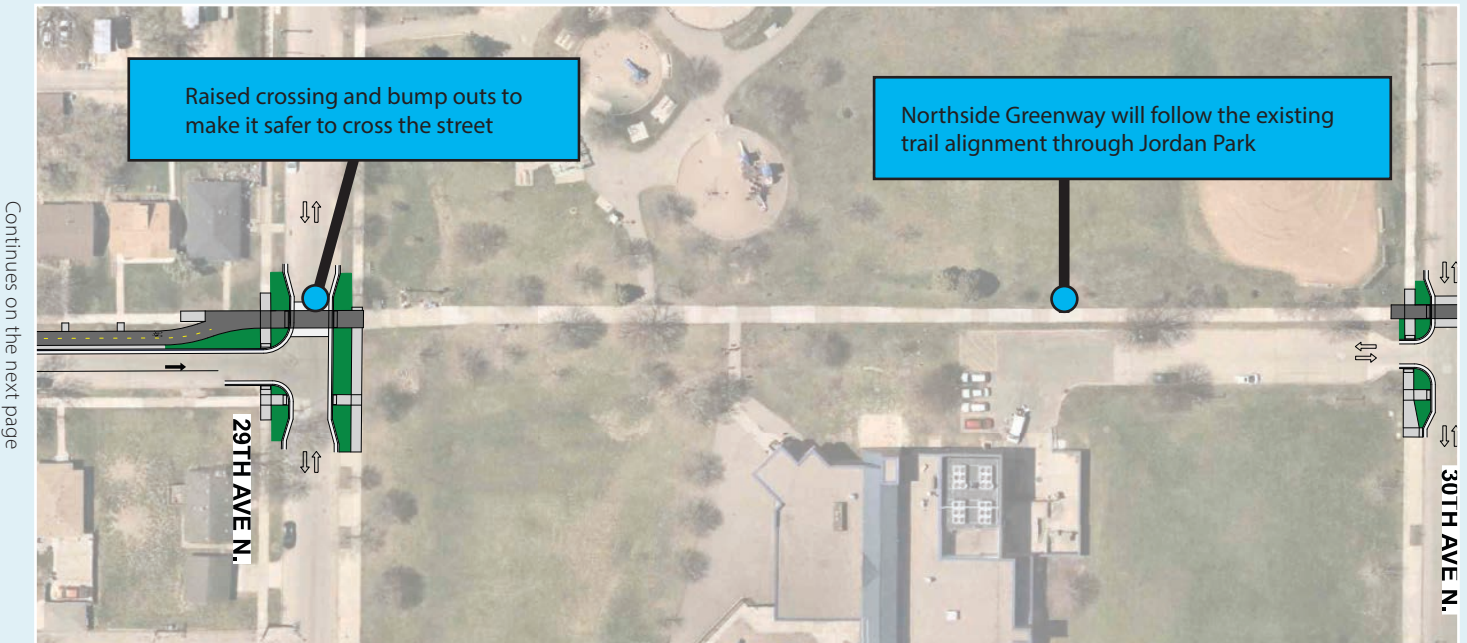 Raised crossing and bump outs to
make it safer to cross the street
Northside Greenway will follow the existing
trail alignment through Jordan Park
Continues on the next page
29TH AVE N.
30TH AVE N.